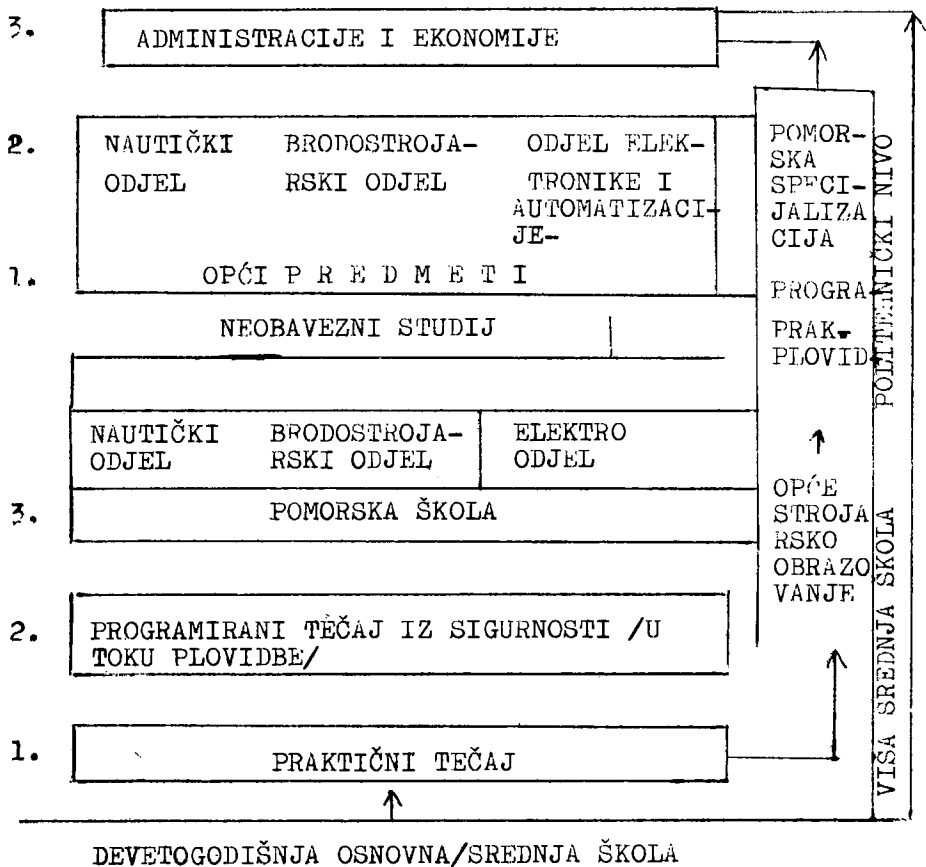 3.
ADMINISTRACIJE I EKONOMIJE
2.
NAUTIČKI
ODJEL
BRODOSTROJA-
RSKI ODJEL
ODJEL ELEK-
TRONIKE I
AUTOMATIZACI-
JE-
1.
OPĆI P R E D M E T I
NEOBAVEZNI STUDIJ
NAUTIČKI
ODJEL
BRODOSTROJA-
RSKI ODJEL
ELEKTRO
ODJEL
3.
POMORSKA ŠKOLA
2.
PROGRAMIRANI TEČAJ IZ SIGURNOSTI /U
TOKU PLOVIDBE/
1.
PRAKTIČNI TEČAJ
DEVETOGODIŠNJA OSNOVNA/SREDNJA ŠKOLA
POMOR-
SKA
SPECI-
JALIZA
CIJA
PROGRA
PRAK-
PLOVID
OPĆE
STROJA
RSKO
OBRAZO
VANJE
POLITEHNIČKI NIVO
VISA SREDNJA ŠKOLA